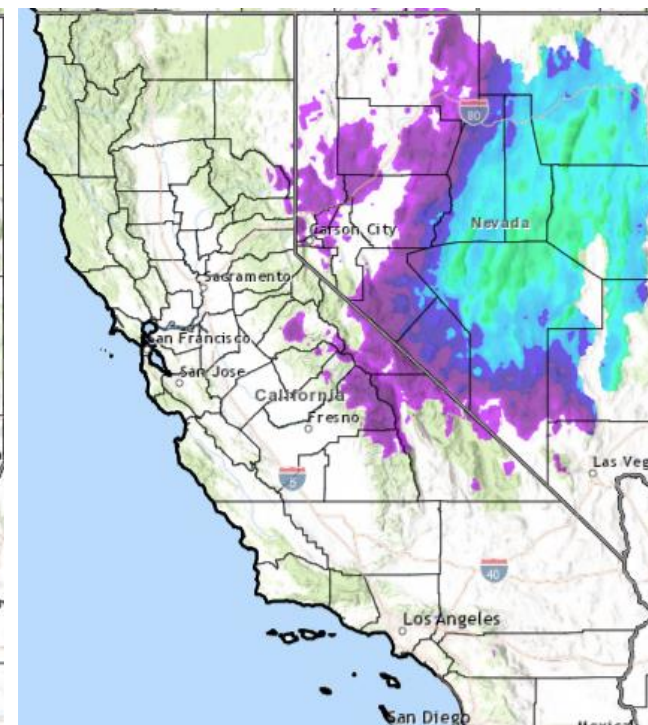 80
Nevada
Carson City
Sacramento
San Francisco
San Jose
California
Fresno
5
Las Veg
40
Los Angeles
San Diego
Mexical